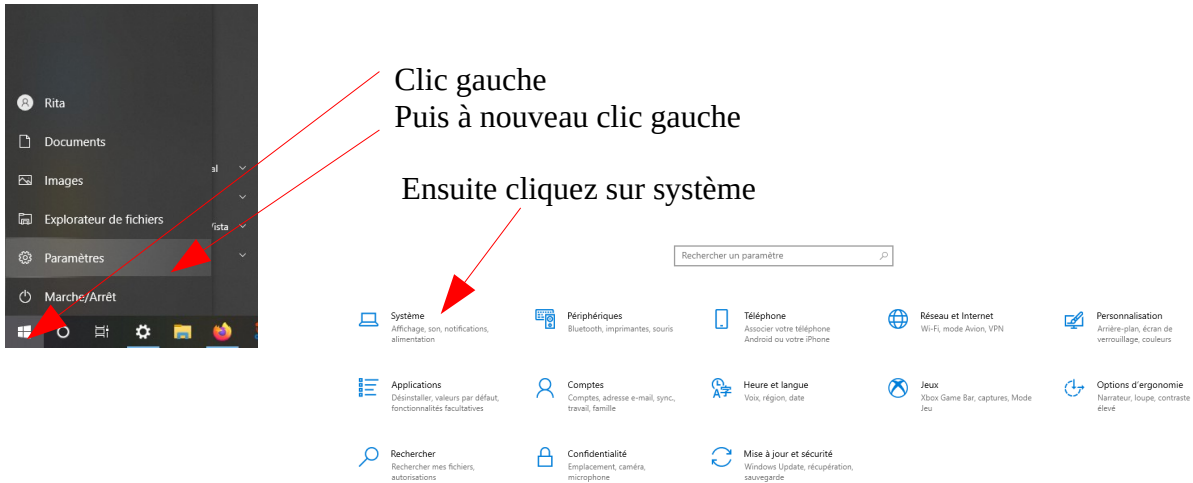 Clic gauche
Puis à nouveau clic gauche
Ensuite cliquez sur système
Rita
Documents
Images
al
Explorateur de fichiers
Vista
Paramètres
Marche/Arrêt
Rechercher un paramètre
Système
Affichage, son, notifications,
alimentation
Périphériques
Bluetooth, imprimantes, souris
Téléphone
Associer votre téléphone
Android ou votre iPhone
Réseau et Internet
Wi-Fi, mode Avion, VPN
Personnalisation
Arrière-plan, écran de
verrouillage, couleurs
Applications
Désinstaller, valeurs par défaut,
fonctionnalités facultatives
Comptes
Comptes, adresse e-mail, sync.,
travail, famille
Heure et langue
Voix, région, date
Jeux
Xbox Game Bar, captures, Mode
Jeu
Options d'ergonomie
Narrateur, loupe, contraste
élevé
Rechercher
Rechercher mes fichiers,
autorisations
Confidentialité
Emplacement, caméra,
microphone
Mise à jour et sécurité
Windows Update, récupération,
sauvegarde